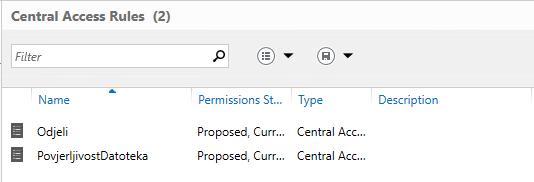 Central Access Rules (2)
Filter
Name Permissions St... Type Description
Odjeli Proposed, Curr... Central Acc...
PovjerljivostDatoteka Proposed, Curr... Central Acc...